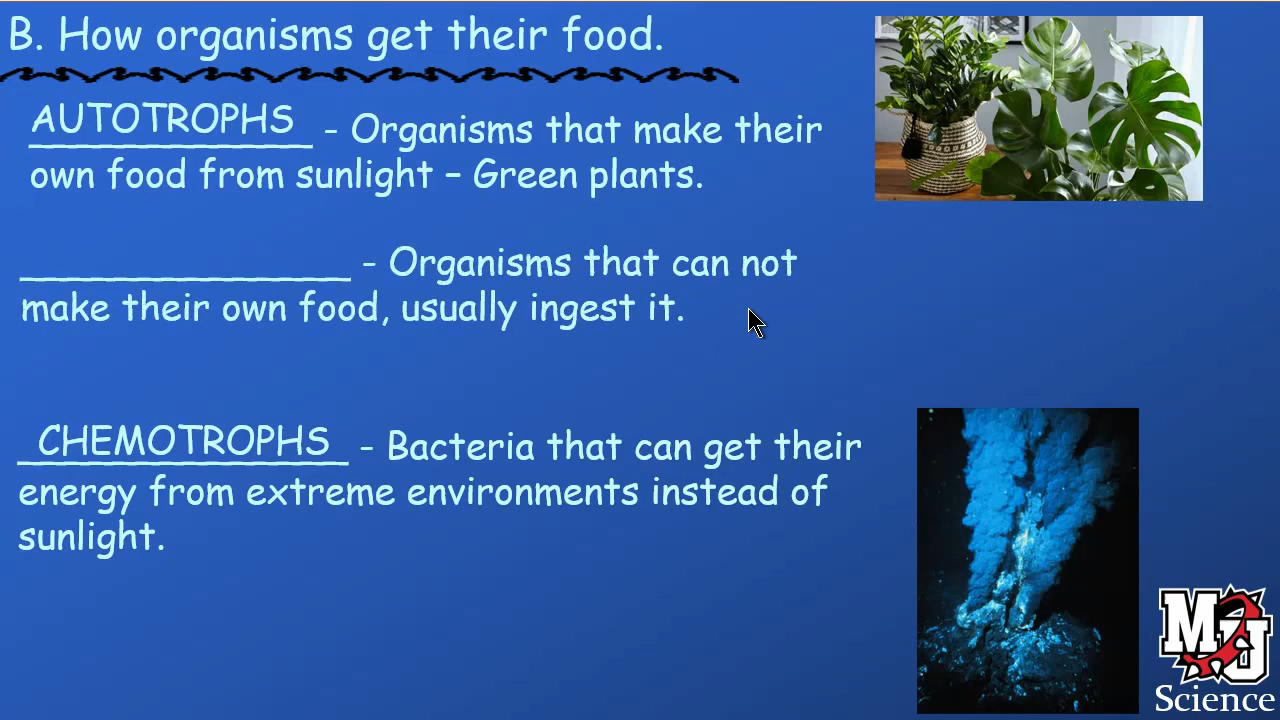 B. How organisms get their food.
AUTOTROPHS - Organisms that make their
own food from sunlight – Green plants.
______________ - Organisms that can not
make their own food, usually ingest it.
CHEMOTROPHS - Bacteria that can get their
energy from extreme environments instead of
sunlight.
MU
Science